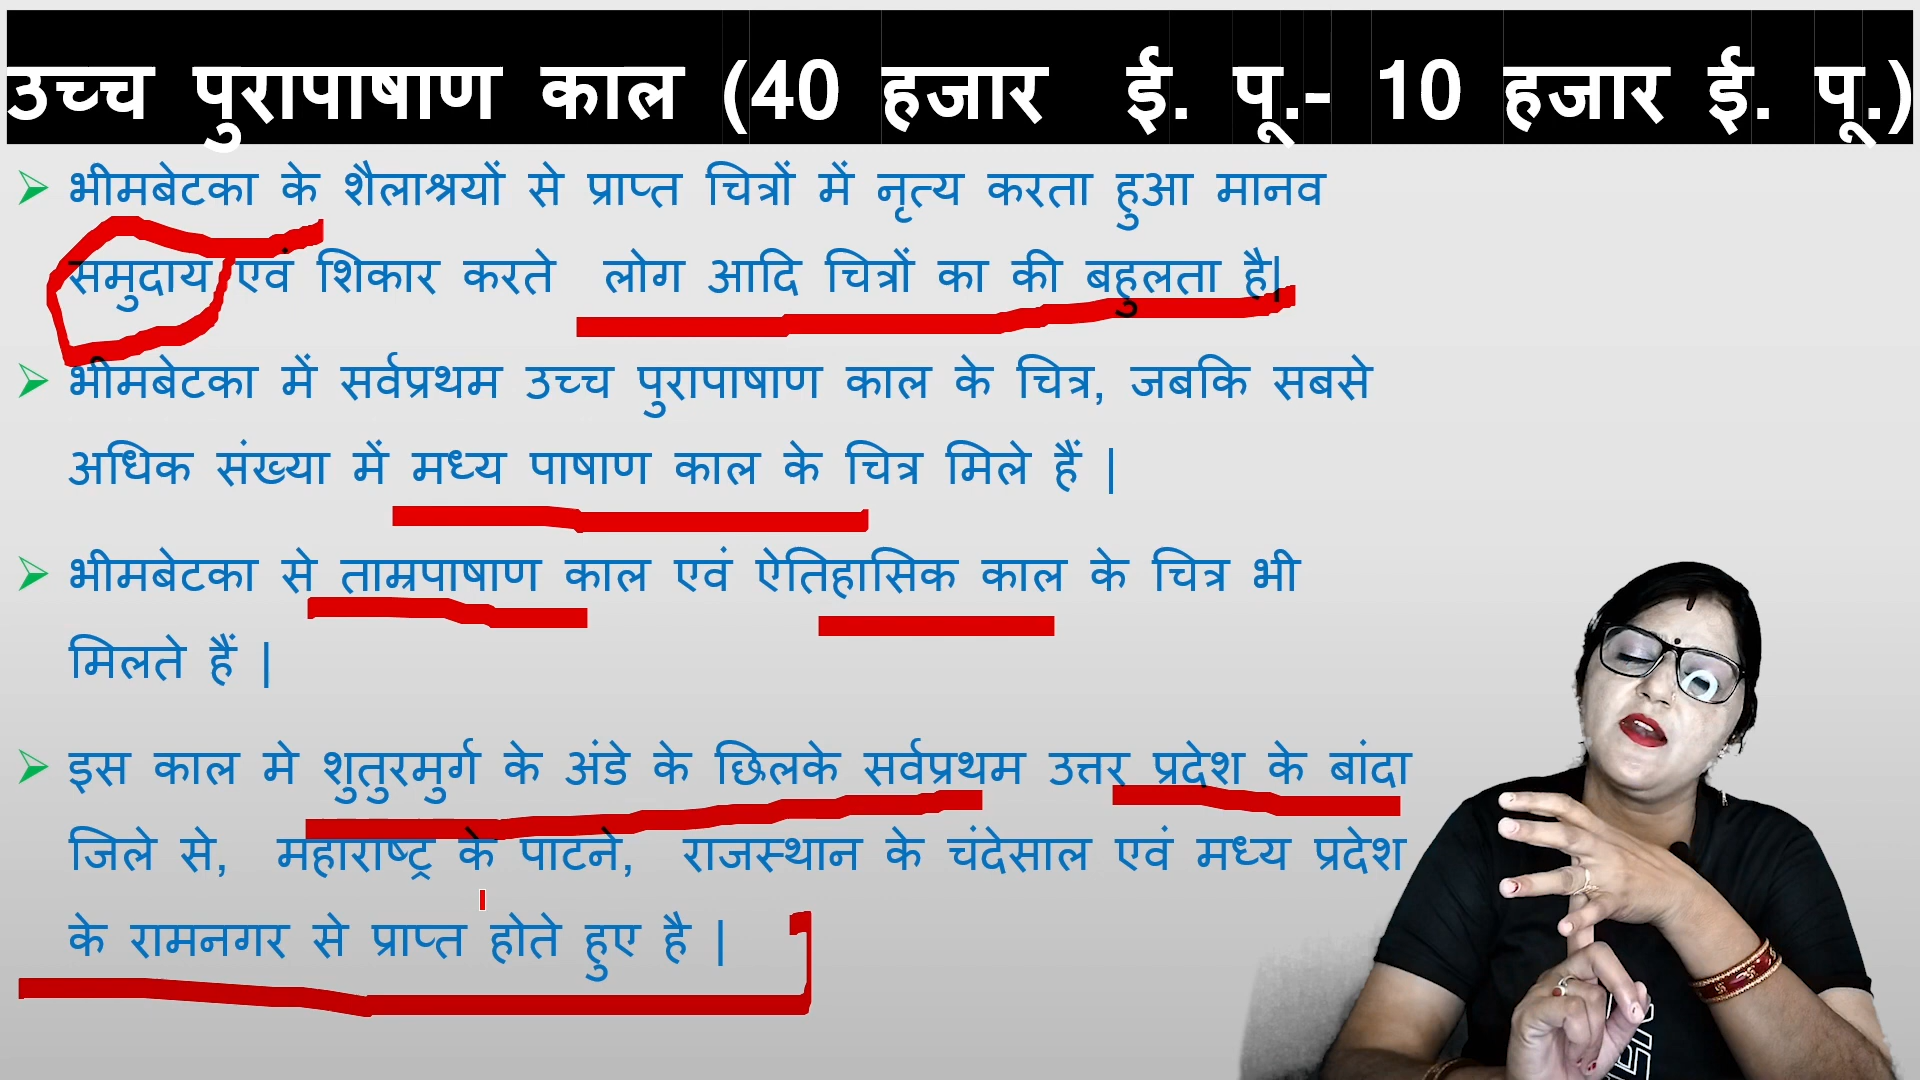 उच्च पुरापाषाण काल (40 हजार ई. पू.- 10 हजार ई. पू.)
भीमबेटका के शैलाश्रयों से प्राप्त चित्रों में नृत्य करता हुआ मानव
समुदाय एवं शिकार करते लोग आदि चित्रों का की बहुलता है|
भीमबेटका में सर्वप्रथम उच्च पुरापाषाण काल के चित्र, जबकि सबसे
अधिक संख्या में मध्य पाषाण काल के चित्र मिले हैं |
भीमबेटका से ताम्रपाषाण काल एवं ऐतिहासिक काल के चित्र भी
मिलते हैं |
इस काल मे शुतुरमुर्ग के अंडे के छिलके सर्वप्रथम उत्तर प्रदेश के बांदा
जिले से, महाराष्ट्र के पाटने, राजस्थान के चंदेसाल एवं मध्य प्रदेश
के रामनगर से प्राप्त होते हुए है |